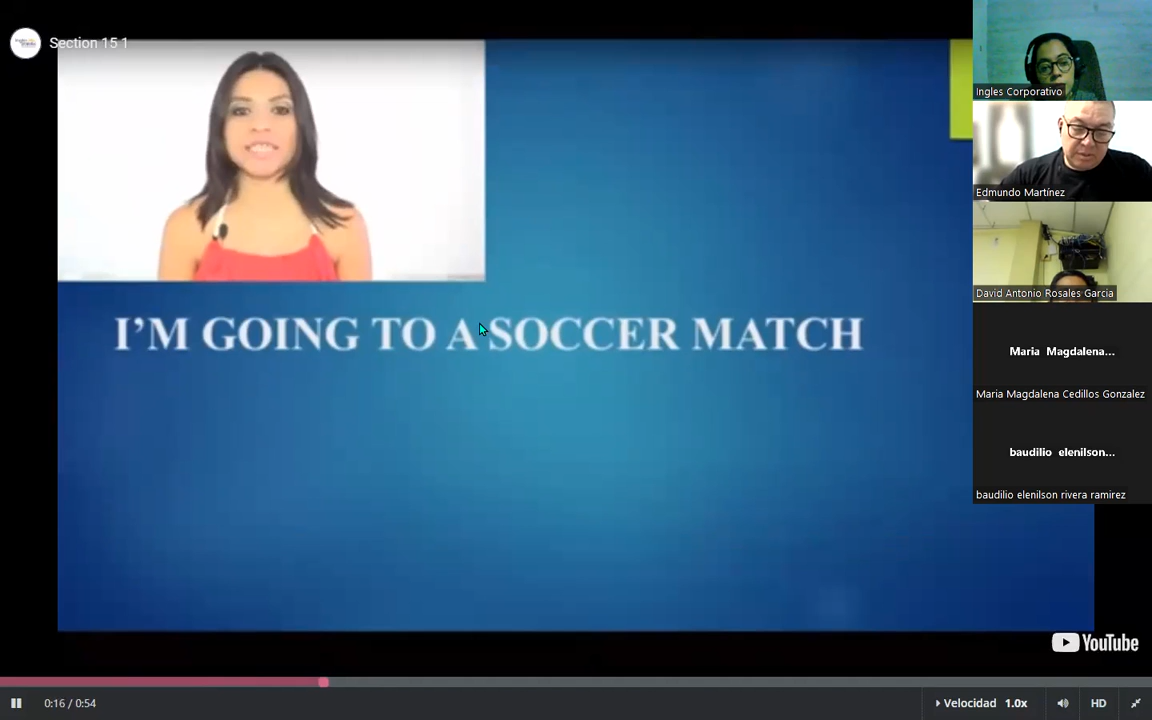 Section 15 1
I'M GOING TO A SOCCER MATCH
Ingles Corporativo
Edmundo Martínez
David Antonio Rosales Garcia
Maria Magdalena...
Maria Magdalena Cedillos Gonzalez
baudilio elenilson...
baudilio elenilson rivera ramirez
YouTube
0:16 / 0:54
Velocidad 1.0x
HD